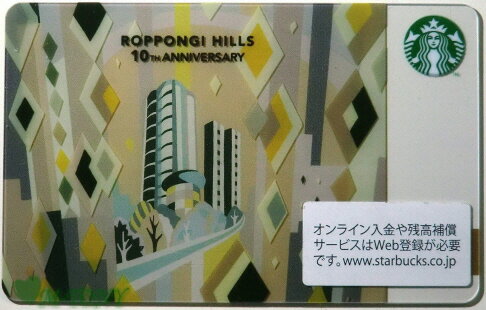 ROPPONGI HILLS
10TH ANNIVERSARY
オンライン入金や残高補償
サービスはWeb登録が必要
です。www.starbucks.co.jp